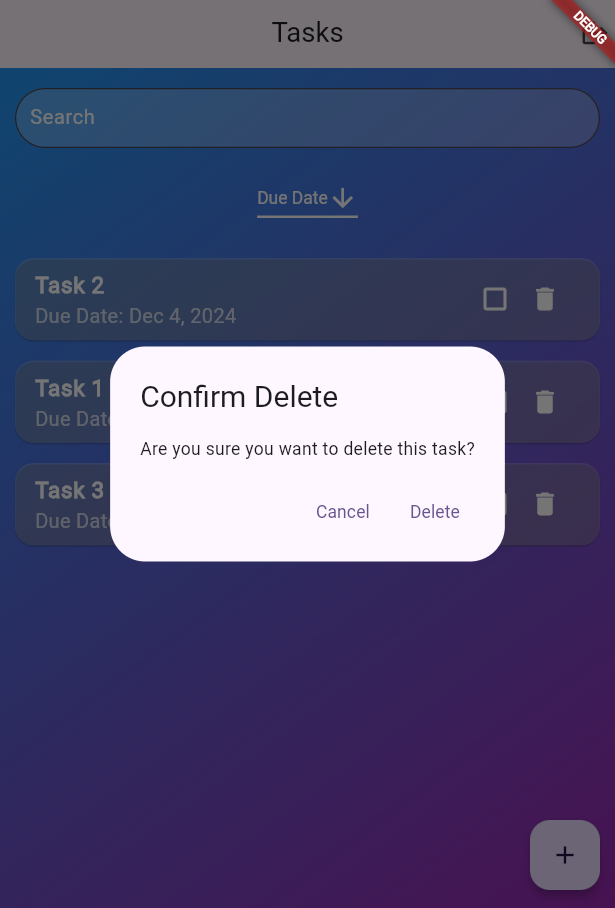 Tasks
DEBUG
Search
Due Date
Task 2
Due Date: Dec 4, 2024
Task 1
Due Date
Task 3
Due Date
Confirm Delete
Are you sure you want to delete this task?
Cancel
Delete